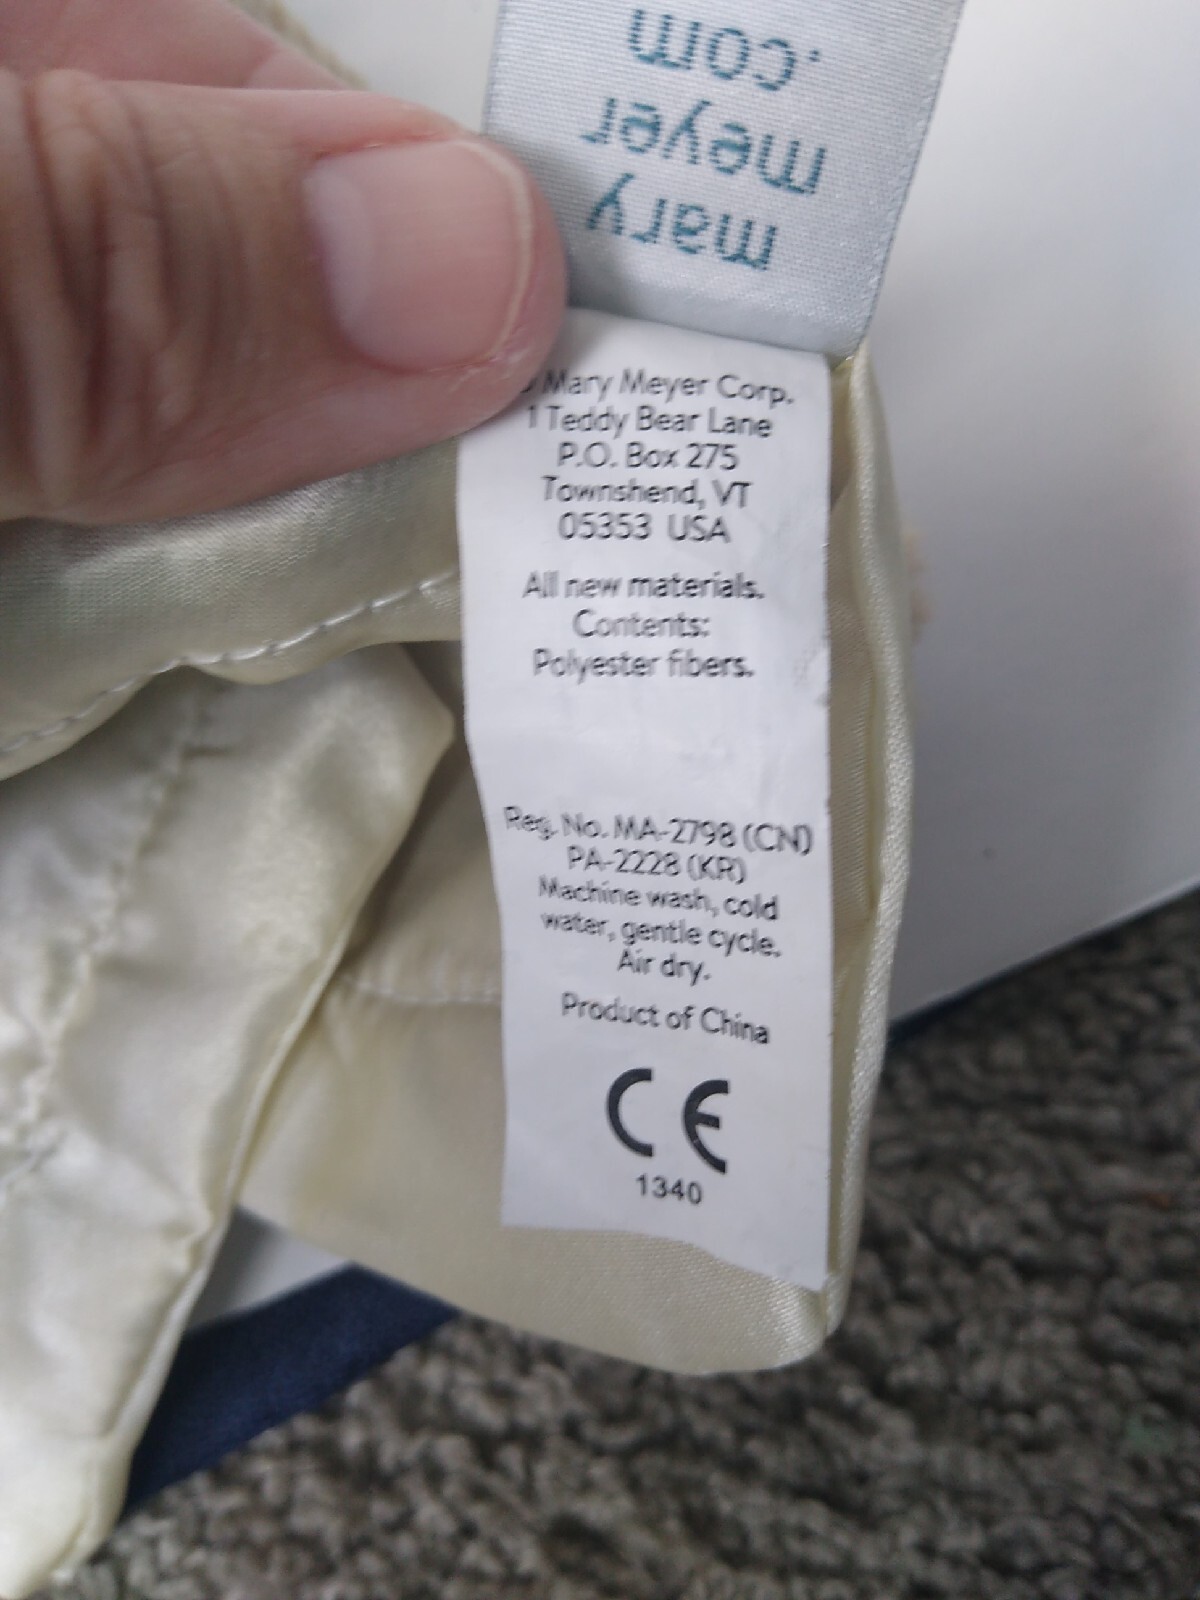 mary
meyer
.com
Mary Meyer Corp.
1 Teddy Bear Lane
P.O. Box 275
Townshend, VT
05353 USA
All new materials.
Contents:
Polyester fibers.
Reg. No. MA-2798 (CN)
PA-2228 (KR)
Machine wash, cold
water, gentle cycle.
Air dry.
Product of China
CE
1340